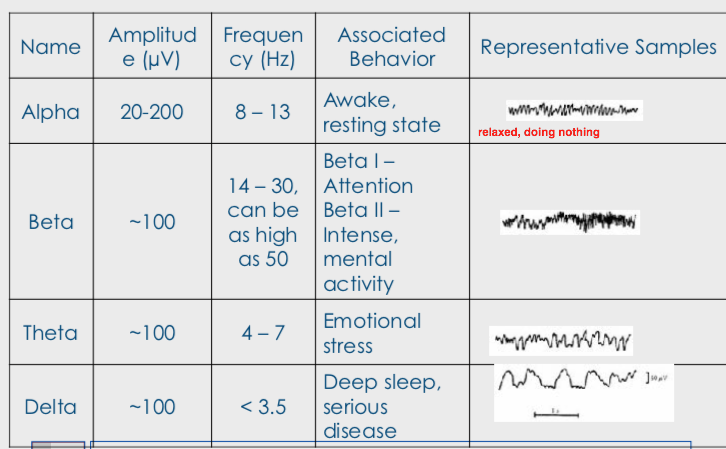 Name
Amplitud
e (µV)
Frequen
cy (Hz)
Associated
Behavior
Representative Samples
Alpha
20-200
8 – 13
Awake,
resting state
relaxed, doing nothing
Beta
~100
14 – 30,
can be
as high
as 50
Beta I –
Attention
Beta II –
Intense,
mental
activity
Theta
~100
4 – 7
Emotional
stress
Delta
~100
< 3.5
Deep sleep,
serious
disease